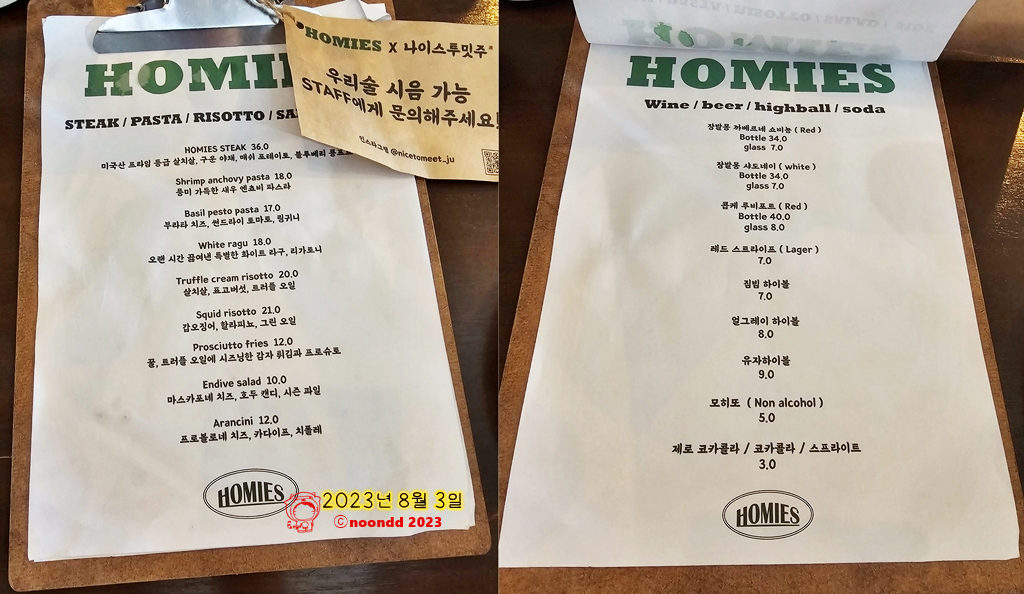 HOMIES X 나이스투밋주
우리술 시음 가능
STAFF에게 문의해주세요!
인스타그램 @nicetomeet_ju
STEAK / PASTA / RISOTTO /
HOMIES STEAK 36.0
미국산 프라임 등급 살치살, 구운 야채, 매쉬 포테이토, 블루베리
Shrimp anchovy pasta 18.0
풍미 가득한 새우 엔쵸비 파스타
Basil pesto pasta 17.0
부라타 치즈, 썬드라이 토마토, 링귀니
White ragu 18.0
오랜 시간 끓여낸 특별한 화이트 라구, 리가토니
Truffle cream risotto 20.0
살치살, 표고버섯, 트러플 오일
Squid risotto 21.0
갑오징어, 할라피뇨, 그린 오일
Prosciutto fries 12.0
꿀, 트러플 오일에 시즈닝한 감자 튀김과 프로슈토
Endive salad 10.0
마스카포네 치즈, 호두 캔디, 시즌 과일
Arancini 12.0
프로볼로네 치즈, 카다이프, 치폴레
HOMIES
2023년 8월 3일
©noondd 2023
HOMIES
Wine / beer / highball / soda
장발몽 까베르네 쇼비뇽 ( Red )
Bottle 34.0
glass 7.0
장발몽 샤도네이 ( white )
Bottle 34.0
glass 7.0
콥케 루비포트 ( Red )
Bottle 40.0
glass 8.0
레드 스트라이프 ( Lager )
7.0
짐빔 하이볼
7.0
얼그레이 하이볼
8.0
유자하이볼
9.0
모히또 ( Non alcohol )
5.0
제로 코카콜라 / 코카콜라 / 스프라이트
3.0
HOMIES